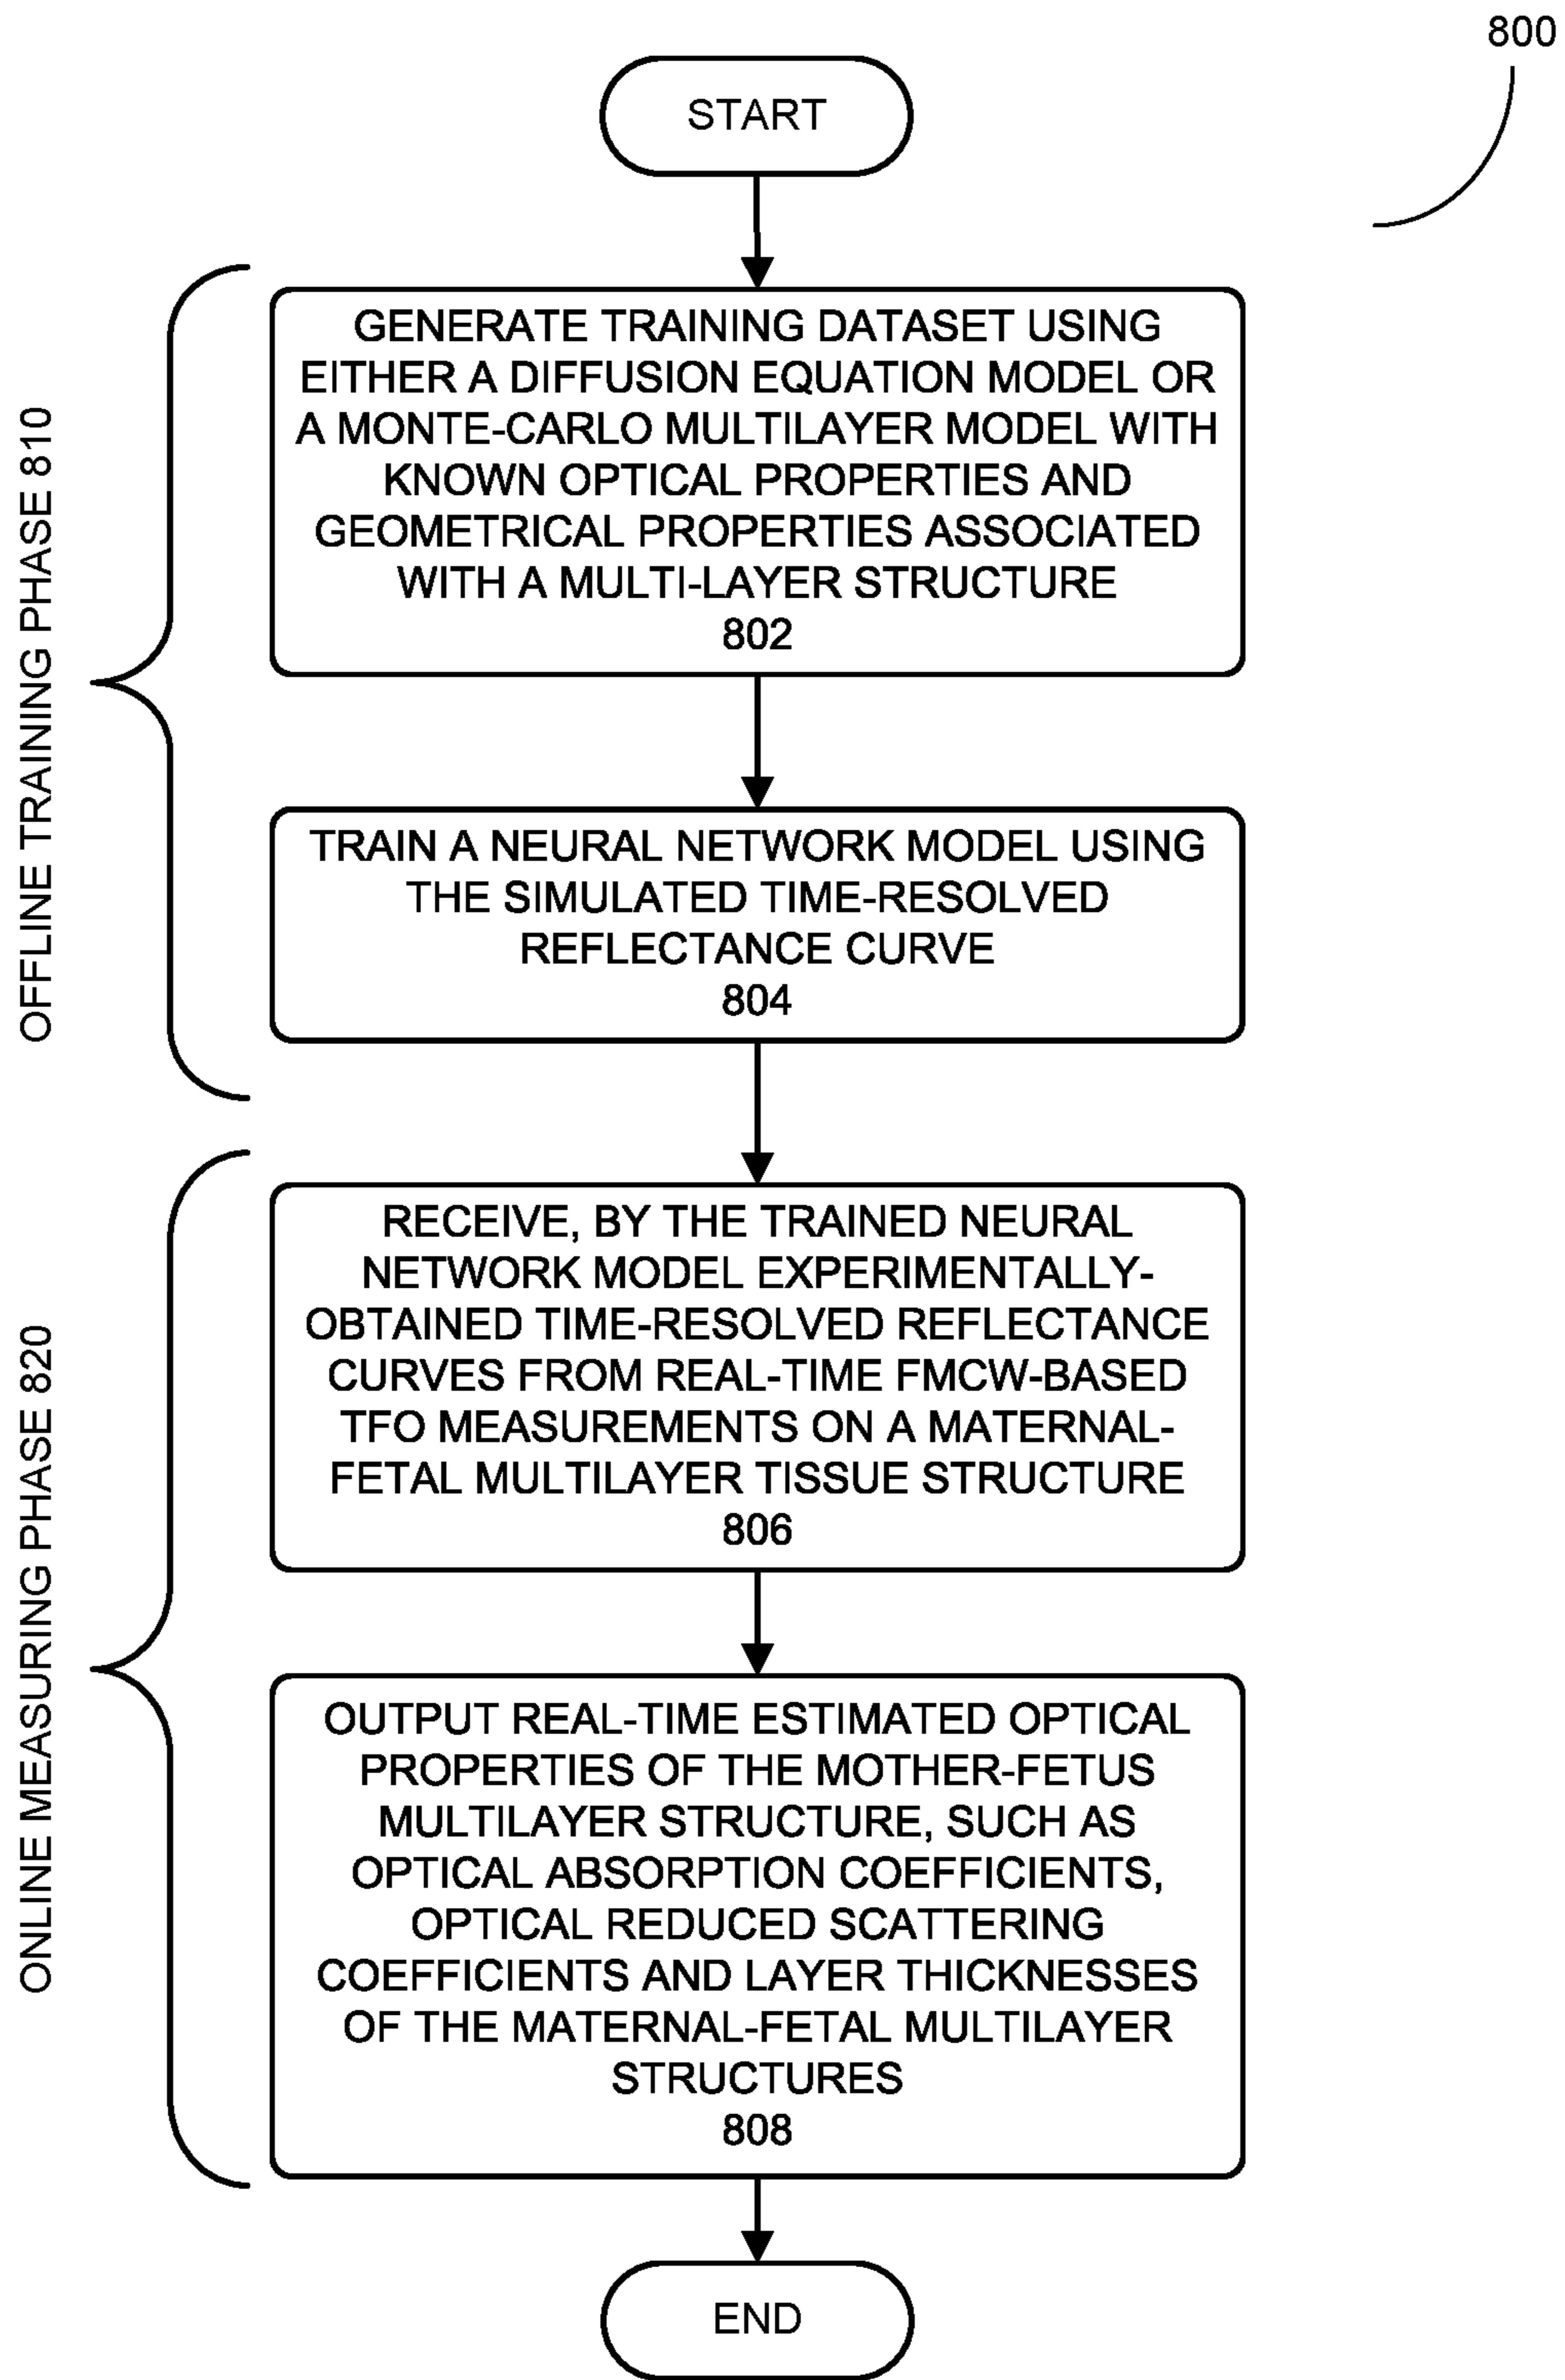 800
START
OFFLINE TRAINING PHASE 810
GENERATE TRAINING DATASET USING
EITHER A DIFFUSION EQUATION MODEL OR
A MONTE-CARLO MULTILAYER MODEL WITH
KNOWN OPTICAL PROPERTIES AND
GEOMETRICAL PROPERTIES ASSOCIATED
WITH A MULTI-LAYER STRUCTURE
802
TRAIN A NEURAL NETWORK MODEL USING
THE SIMULATED TIME-RESOLVED
REFLECTANCE CURVE
804
ONLINE MEASURING PHASE 820
RECEIVE, BY THE TRAINED NEURAL
NETWORK MODEL EXPERIMENTALLY-
OBTAINED TIME-RESOLVED REFLECTANCE
CURVES FROM REAL-TIME FMCW-BASED
TFO MEASUREMENTS ON A MATERNAL-
FETAL MULTILAYER TISSUE STRUCTURE
806
OUTPUT REAL-TIME ESTIMATED OPTICAL
PROPERTIES OF THE MOTHER-FETUS
MULTILAYER STRUCTURE, SUCH AS
OPTICAL ABSORPTION COEFFICIENTS,
OPTICAL REDUCED SCATTERING
COEFFICIENTS AND LAYER THICKNESSES
OF THE MATERNAL-FETAL MULTILAYER
STRUCTURES
808
END